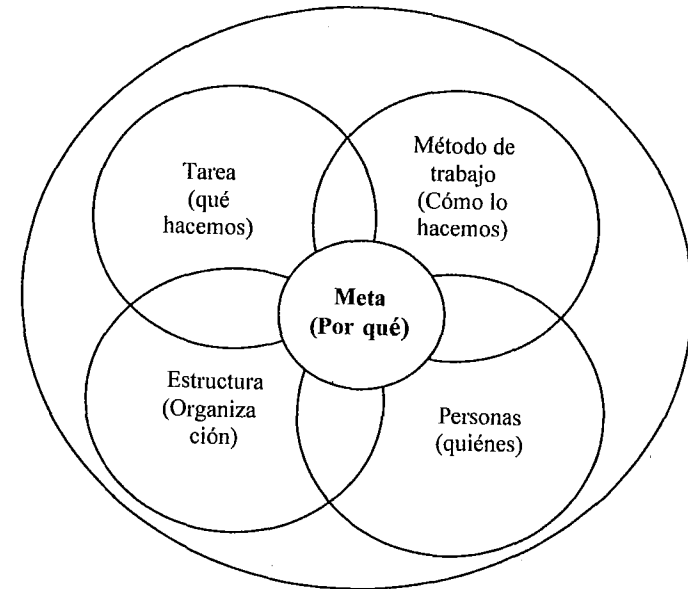 Tarea
(qué
hacemos)
Método de
trabajo
(Cómo lo
hacemos)
Meta
(Por qué)
Estructura
(Organiza
ción)
Personas
(quiénes)